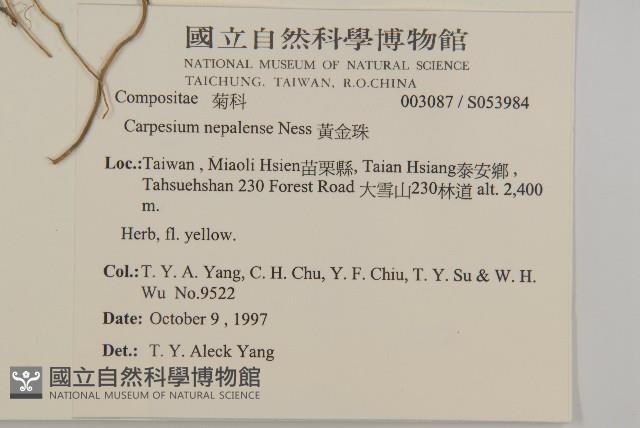 國立自然科學博物館
NATIONAL MUSEUM OF NATURAL SCIENCE
TAICHUNG, TAIWAN, R.O.CHINA
Compositae 菊科 003087 / S053984
Carpesium nepalense Ness 黃金珠
Loc.:Taiwan , Miaoli Hsien苗栗縣, Taian Hsiang泰安鄉 ,
Tahsuehshan 230 Forest Road 大雪山230林道 alt. 2,400
m.
Herb, fl. yellow.
Col.:T. Y. A. Yang, C. H. Chu, Y. F. Chiu, T. Y. Su & W. H.
Wu No.9522
Date: October 9 , 1997
Det.: T. Y. Aleck Yang
國立自然科學博物館
NATIONAL MUSEUM OF NATURAL SCIENCE